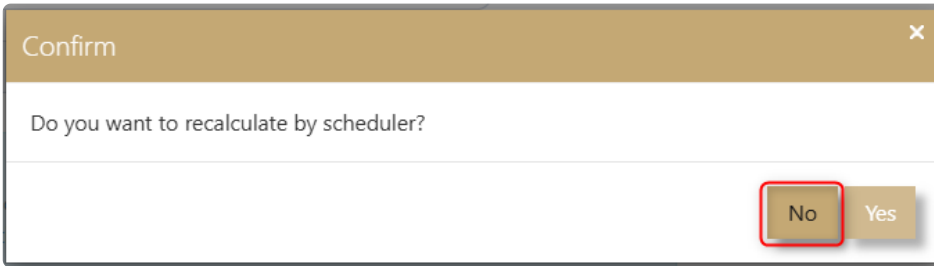 Confirm
Do you want to recalculate by scheduler?
No Yes